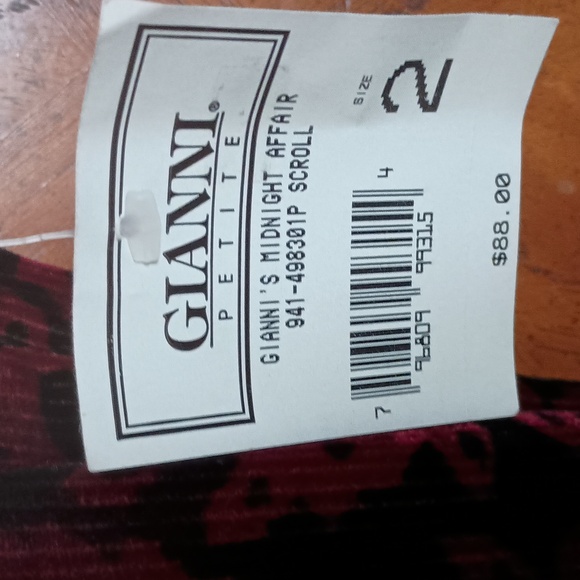 GIANNI®
PETITE
GIANNI'S MIDNIGHT AFFAIR
941-498301P SCROLL
SIZE
2
7 96809 99315 4
$88.00